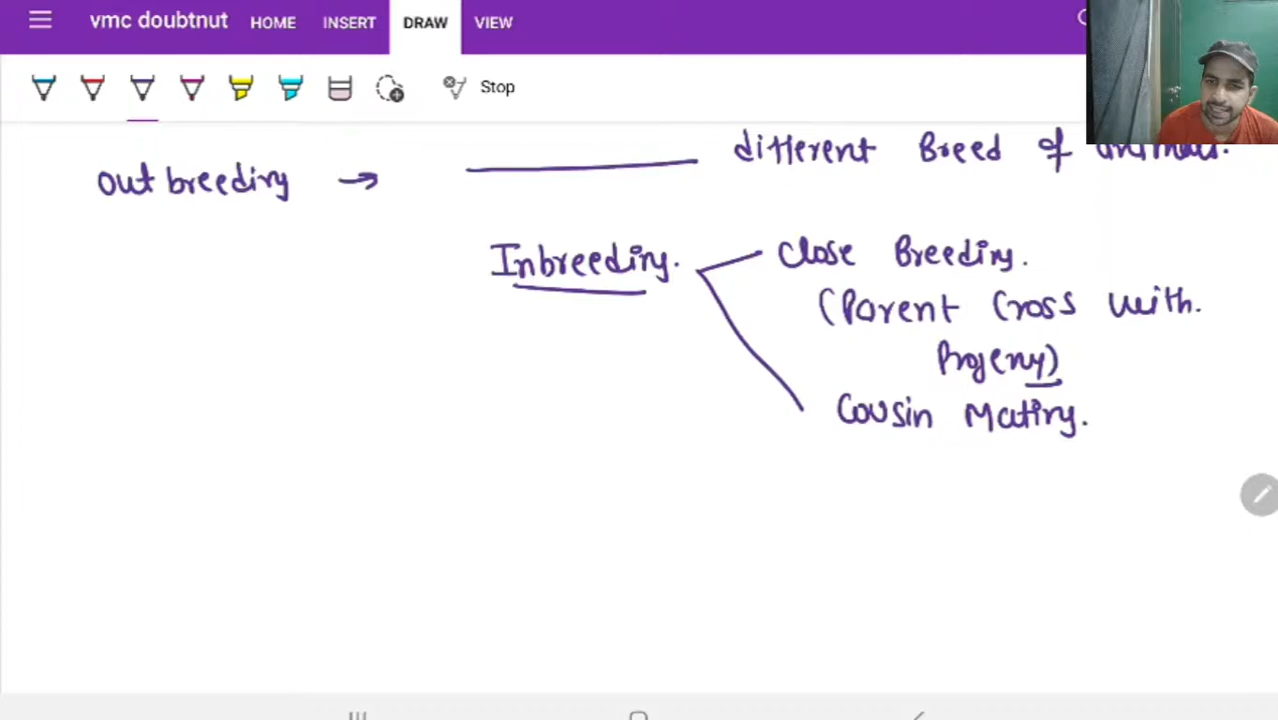 vmc doubtnut HOME INSERT DRAW VIEW
Stop
different Breed of animals.
out breeding →
Inbreeding. Close Breeding.
(Parent Cross with.
Progeny)
Cousin Mating.